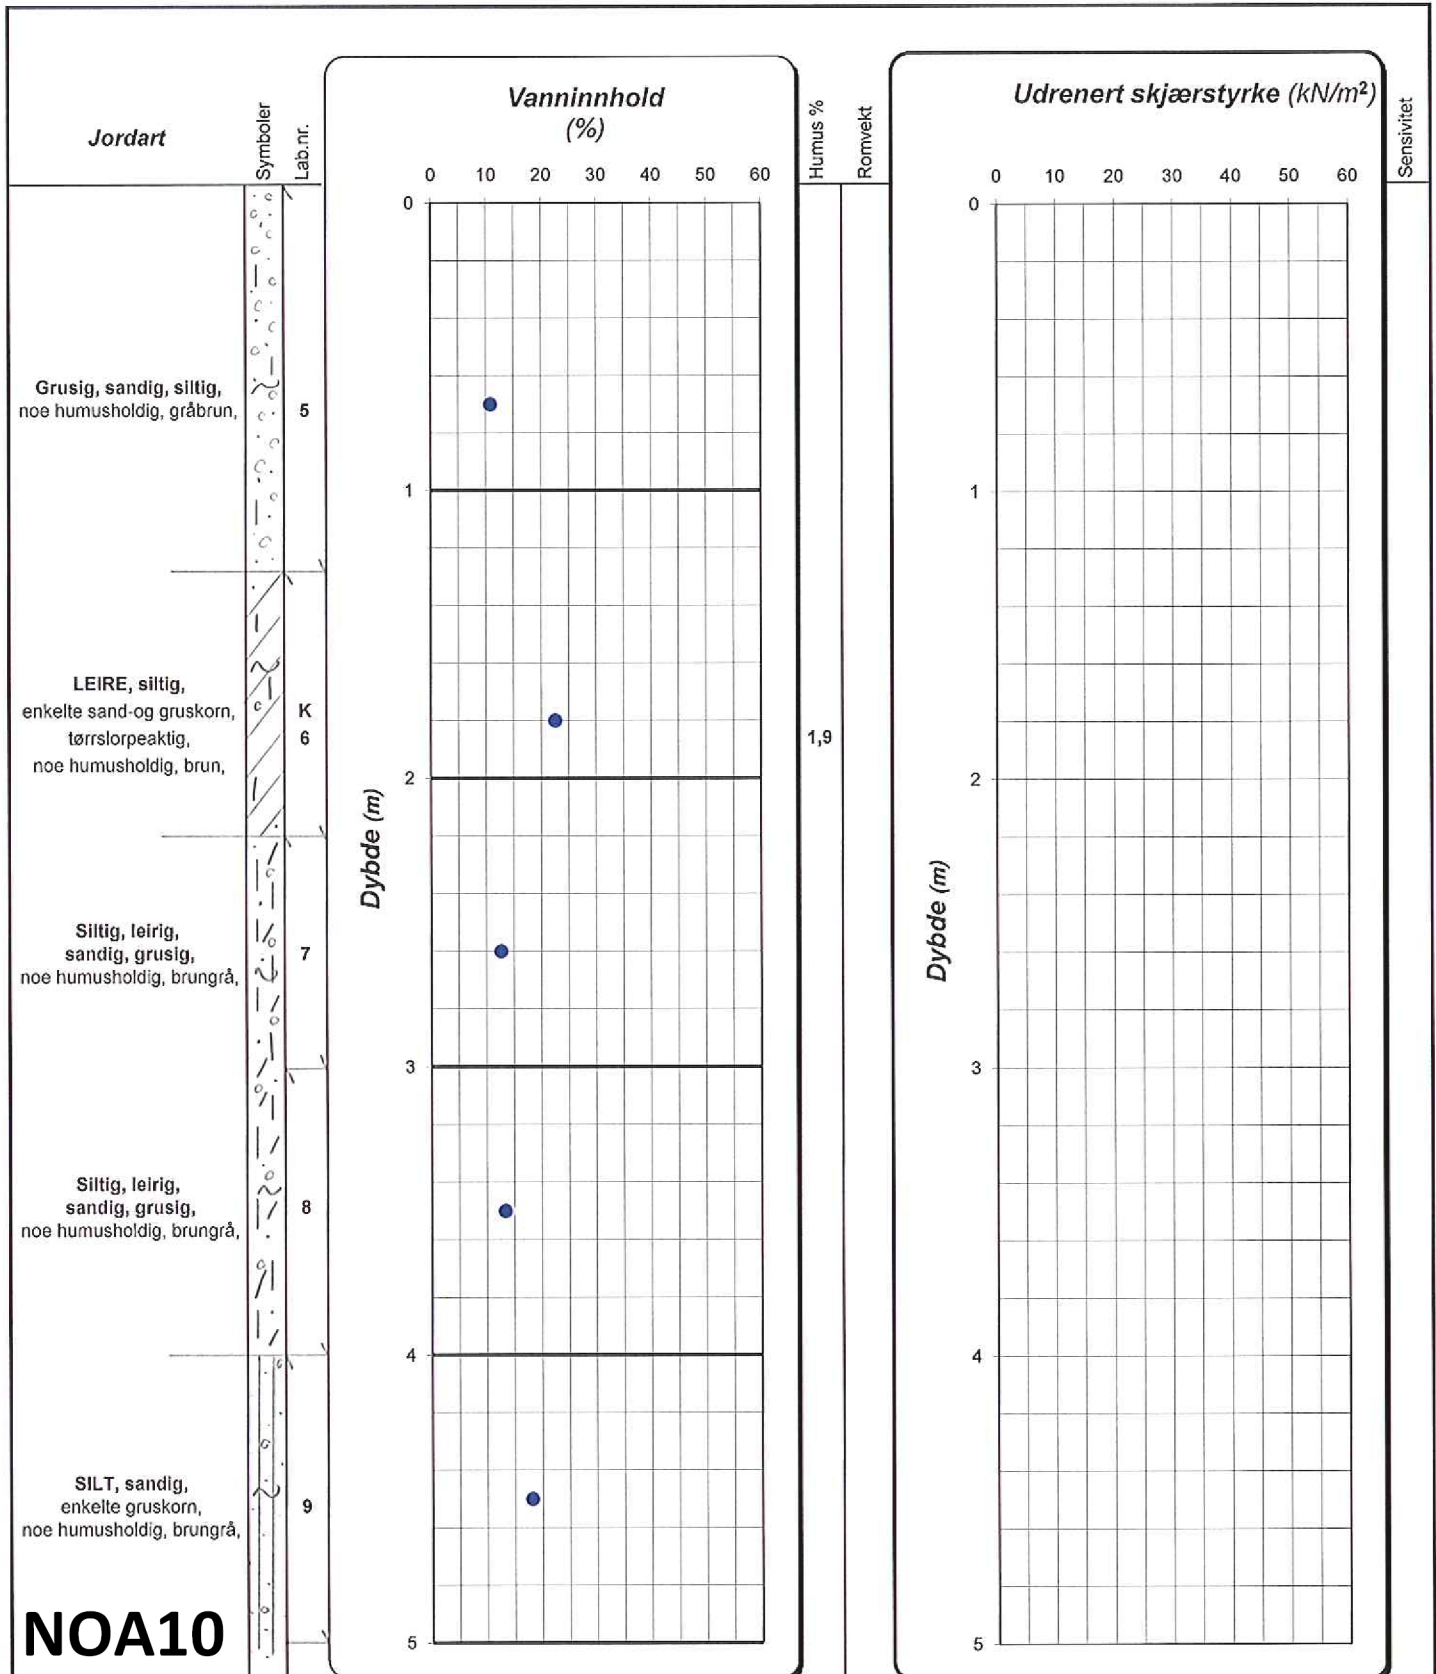 Jordart
Symboler
Lab.nr.
Vanninnhold
(%)
Humus %
Romvekt
Udrenert skjærstyrke (kN/m²)
Sensivitet
0 10 20 30 40 50 60
0 10 20 30 40 50 60
0
1
2
3
4
5
Dybde (m)
0
1
2
3
4
5
Dybde (m)
Grusig, sandig, siltig,
noe humusholdig, gråbrun,
5
LEIRE, siltig,
enkelte sand-og gruskorn,
tørrslorpeaktig,
noe humusholdig, brun,
K
6
1,9
Siltig, leirig,
sandig, grusig,
noe humusholdig, brungrå,
7
Siltig, leirig,
sandig, grusig,
noe humusholdig, brungrå,
8
SILT, sandig,
enkelte gruskorn,
noe humusholdig, brungrå,
9
NOA10